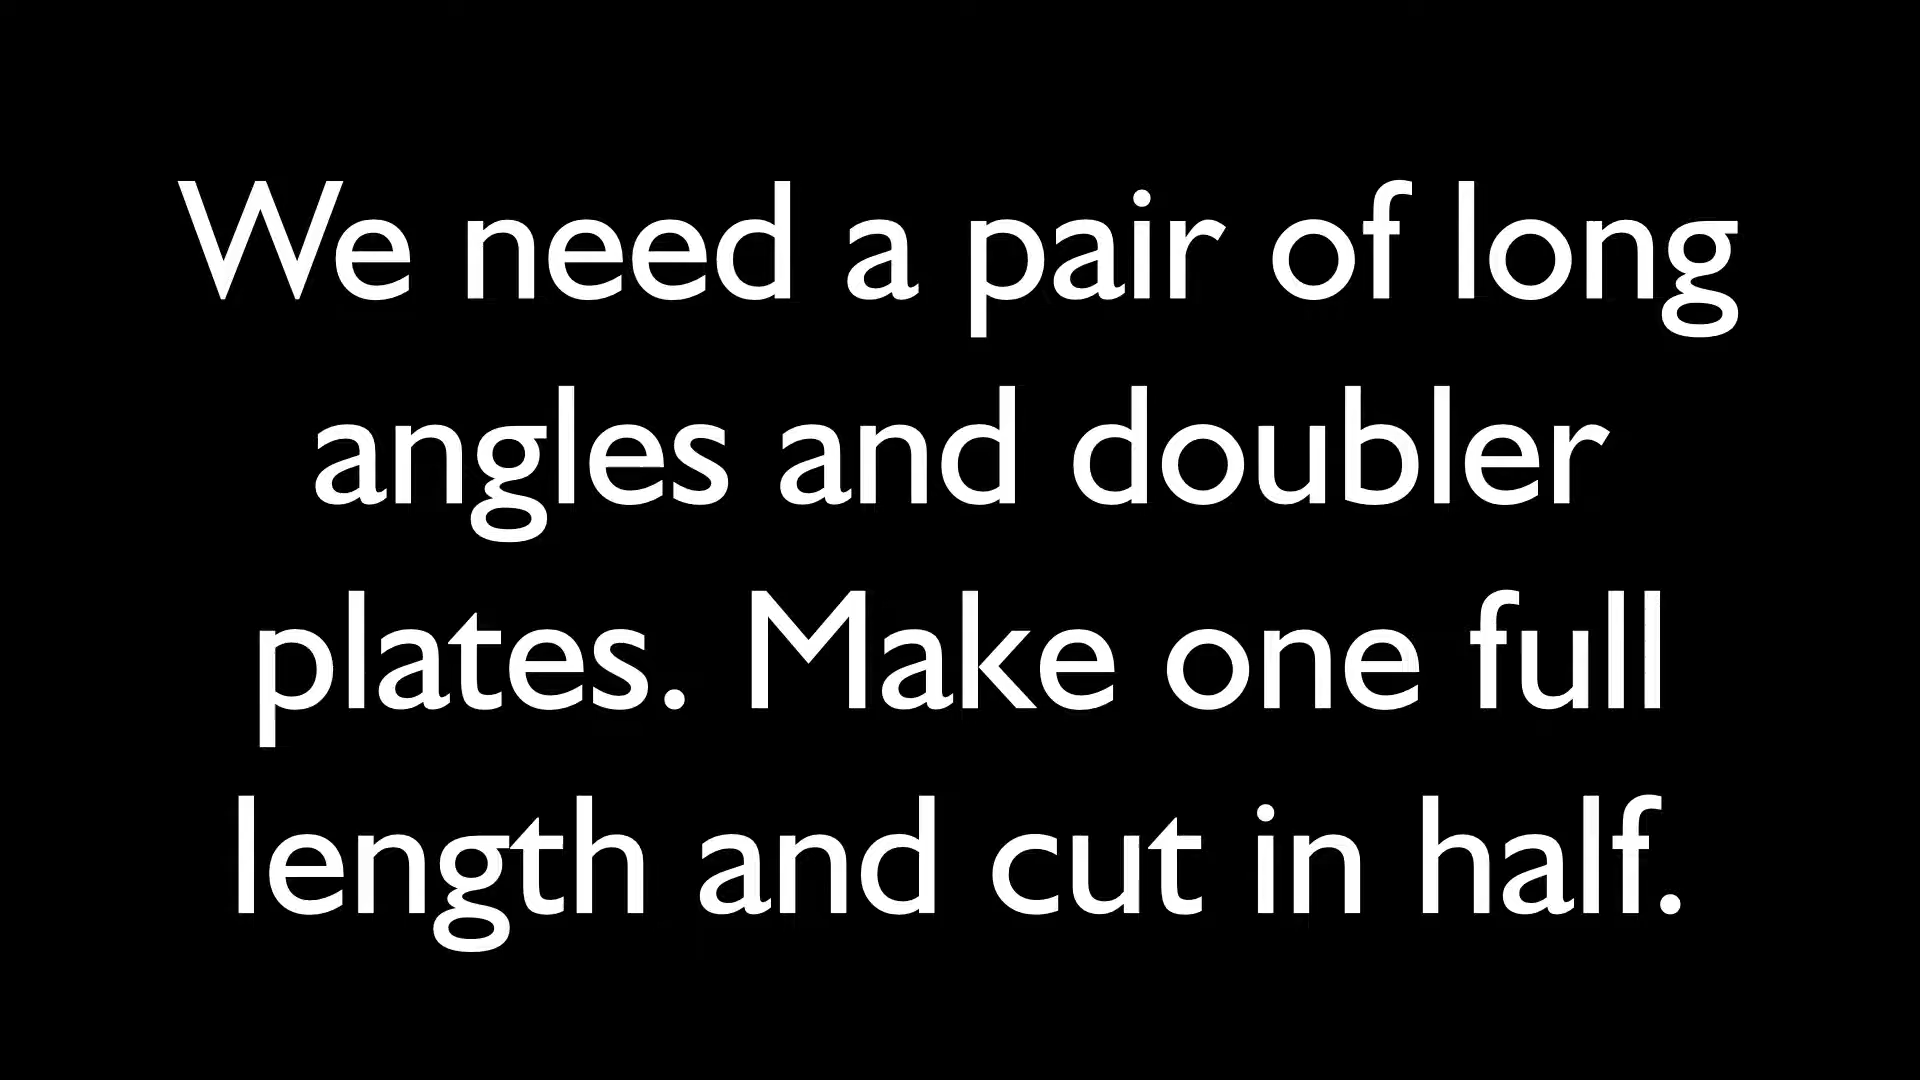 We need a pair of long
angles and doubler
plates. Make one full
length and cut in half.